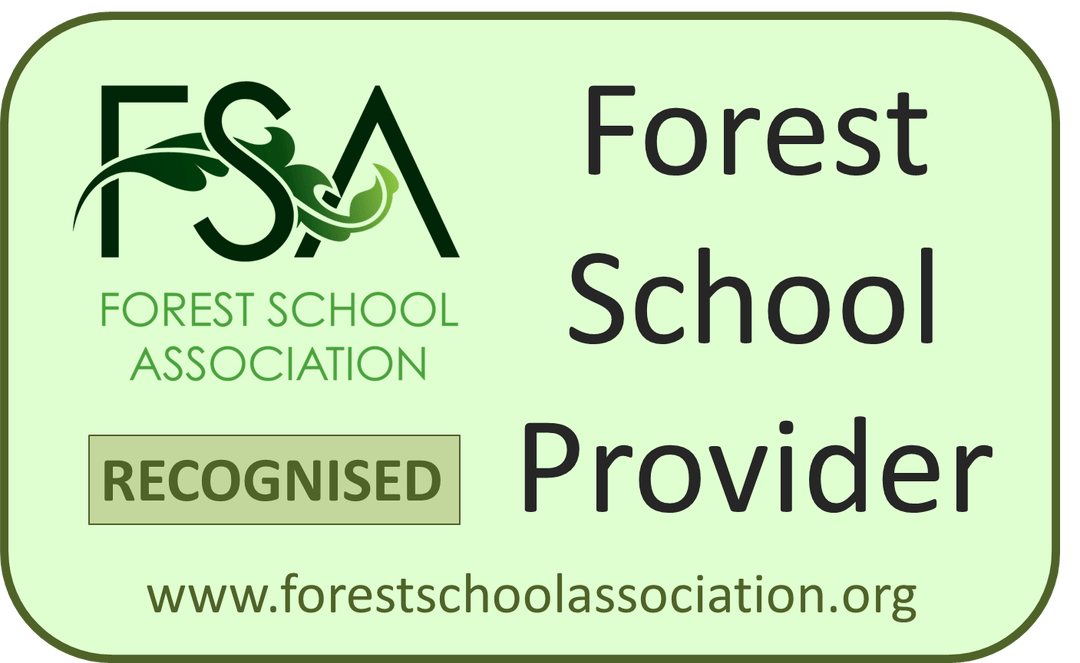 FSA
FOREST SCHOOL
ASSOCIATION
RECOGNISED
Forest
School
Provider
www.forestschoolassociation.org